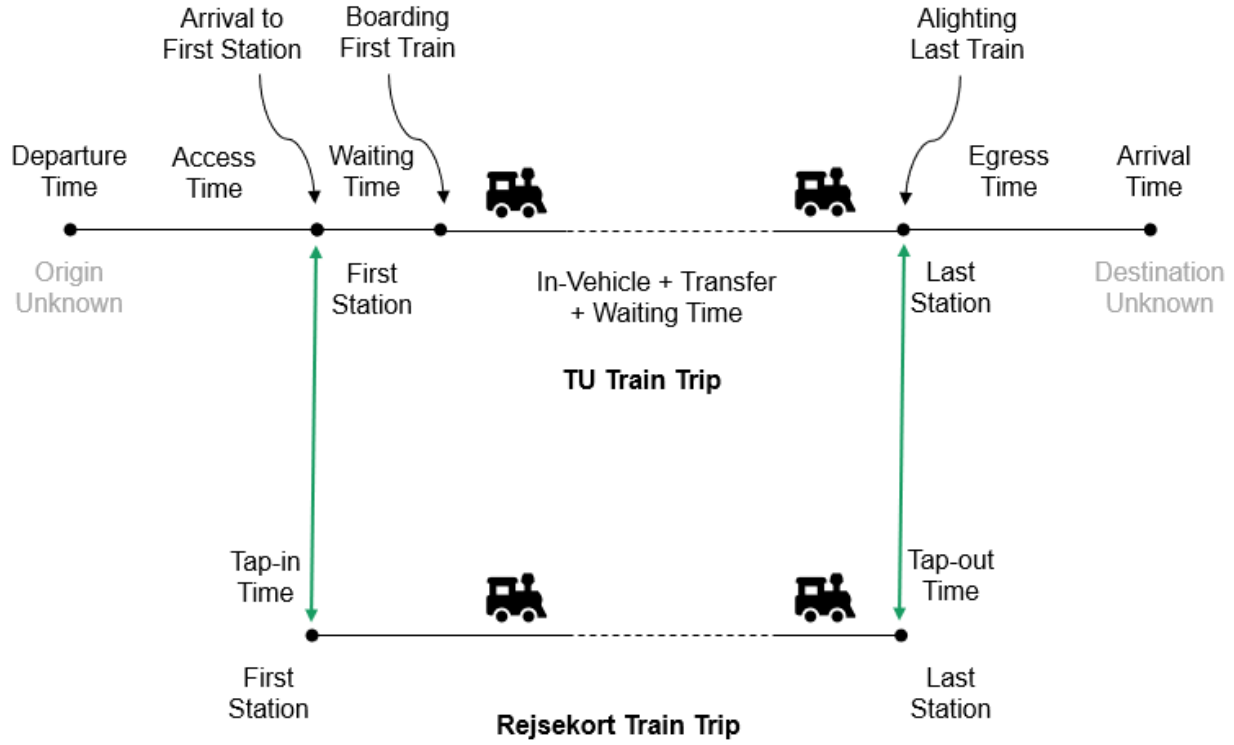 Arrival to
First Station
Boarding
First Train
Alighting
Last Train
Departure
Time
Access
Time
Waiting
Time
Egress
Time
Arrival
Time
Origin
Unknown
First
Station
In-Vehicle + Transfer
+ Waiting Time
Last
Station
Destination
Unknown
TU Train Trip
Tap-in
Time
Tap-out
Time
First
Station
Last
Station
Rejsekort Train Trip